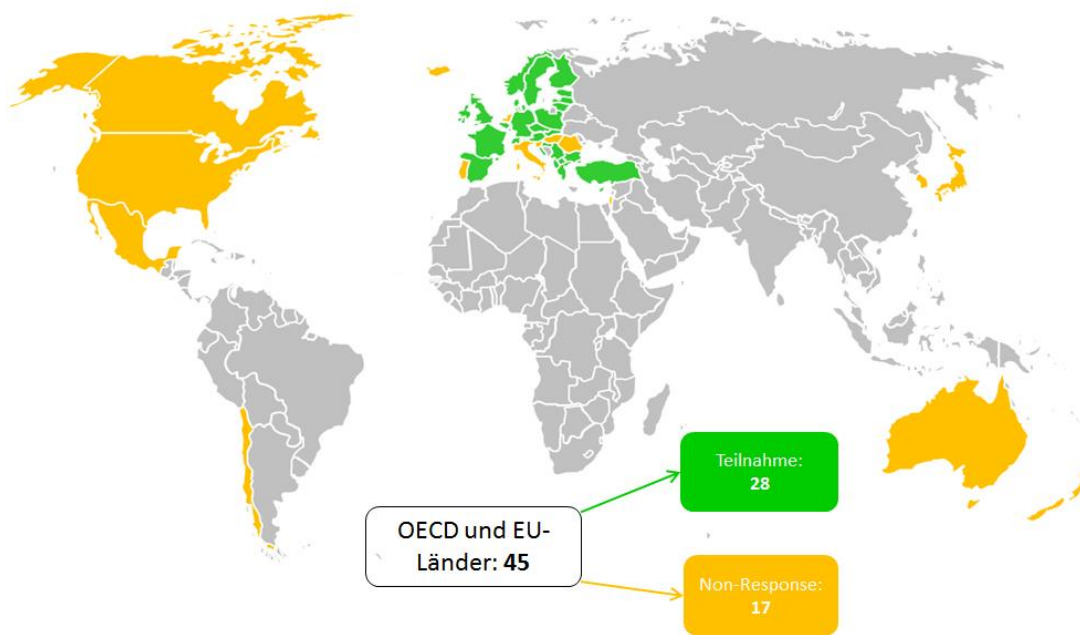 Teilnahme:
28
OECD und EU-
Länder: 45
Non-Response:
17